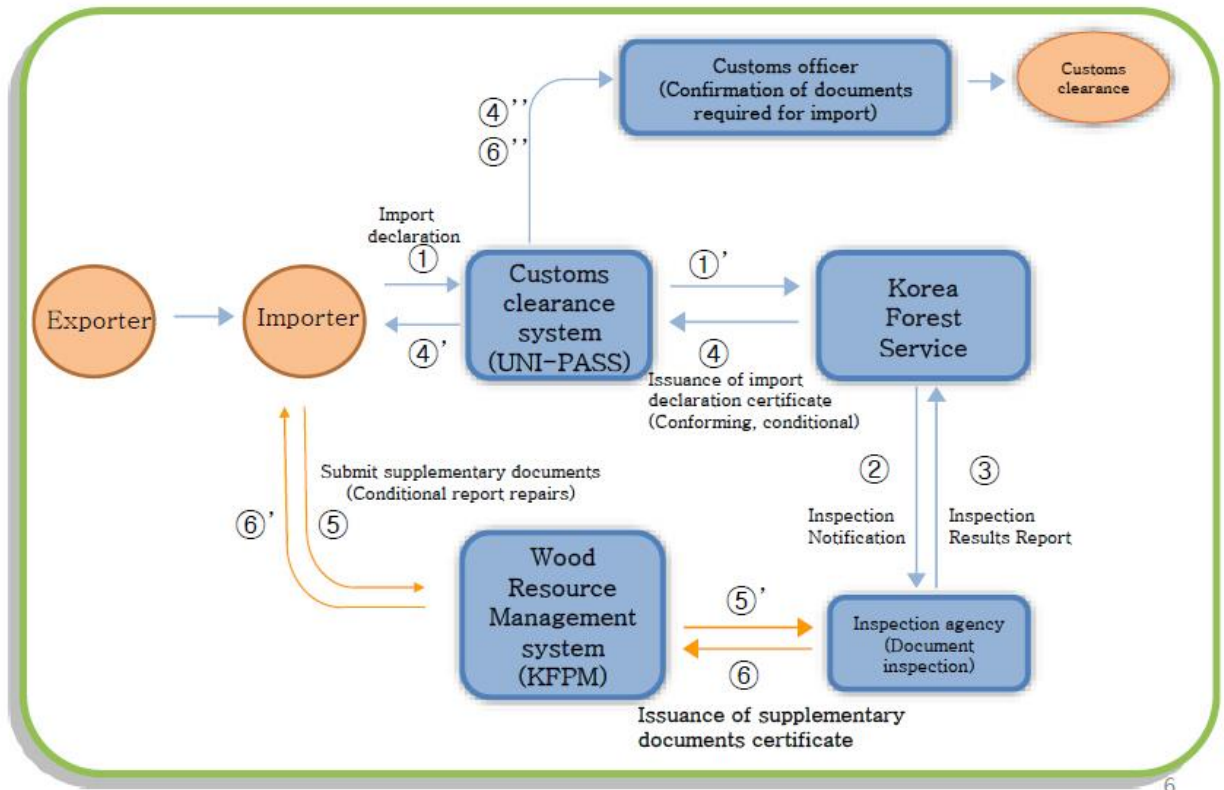 Customs officer
(Confirmation of documents
required for import)
Customs
clearance
④''
⑥''
Import
declaration
①
①'
Exporter
Importer
Customs
clearance
system
(UNI-PASS)
Korea
Forest
Service
④'
④
Issuance of import
declaration certificate
(Conforming, conditional)
②
③
Inspection
Notification
Inspection
Results Report
Submit supplementary documents
(Conditional report repairs)
⑥'
⑤
Wood
Resource
Management
system
(KFPM)
⑤'
⑥
Inspection agency
(Document
inspection)
Issuance of supplementary
documents certificate
6